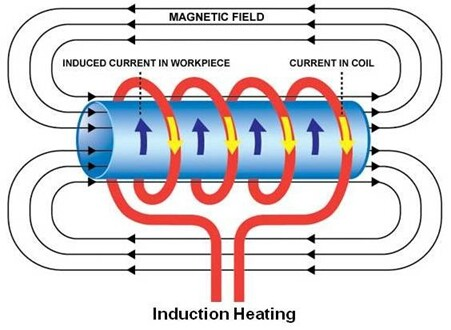 MAGNETIC FIELD
INDUCED CURRENT IN WORKPIECE
CURRENT IN COIL
Induction Heating